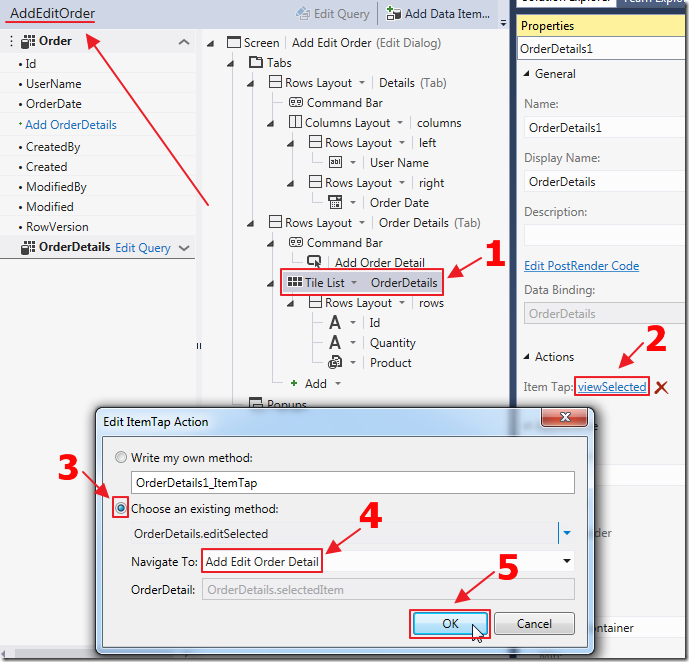 AddEditOrder
Edit Query
Add Data Item...
Order
Id
UserName
OrderDate
Add OrderDetails
CreatedBy
Created
ModifiedBy
Modified
RowVersion
OrderDetails Edit Query
Screen Add Edit Order (Edit Dialog)
Tabs
Rows Layout Details (Tab)
Command Bar
Columns Layout columns
Rows Layout left
abl User Name
Rows Layout right
Order Date
Rows Layout Order Details (Tab)
Command Bar
Add Order Detail
Tile List OrderDetails
1
Rows Layout rows
A Id
A Quantity
Product
+ Add
Popups
Solution Explorer Team Explorer
Properties
OrderDetails1
General
Name:
OrderDetails1
Display Name:
OrderDetails
Description:
Edit PostRender Code
Data Binding:
OrderDetails
2
Actions
Item Tap: viewSelected
Edit ItemTap Action
Write my own method:
OrderDetails1_ItemTap
3
Choose an existing method:
OrderDetails.editSelected
4
Navigate To: Add Edit Order Detail
OrderDetail: OrderDetails.selectedItem
5
OK
Cancel